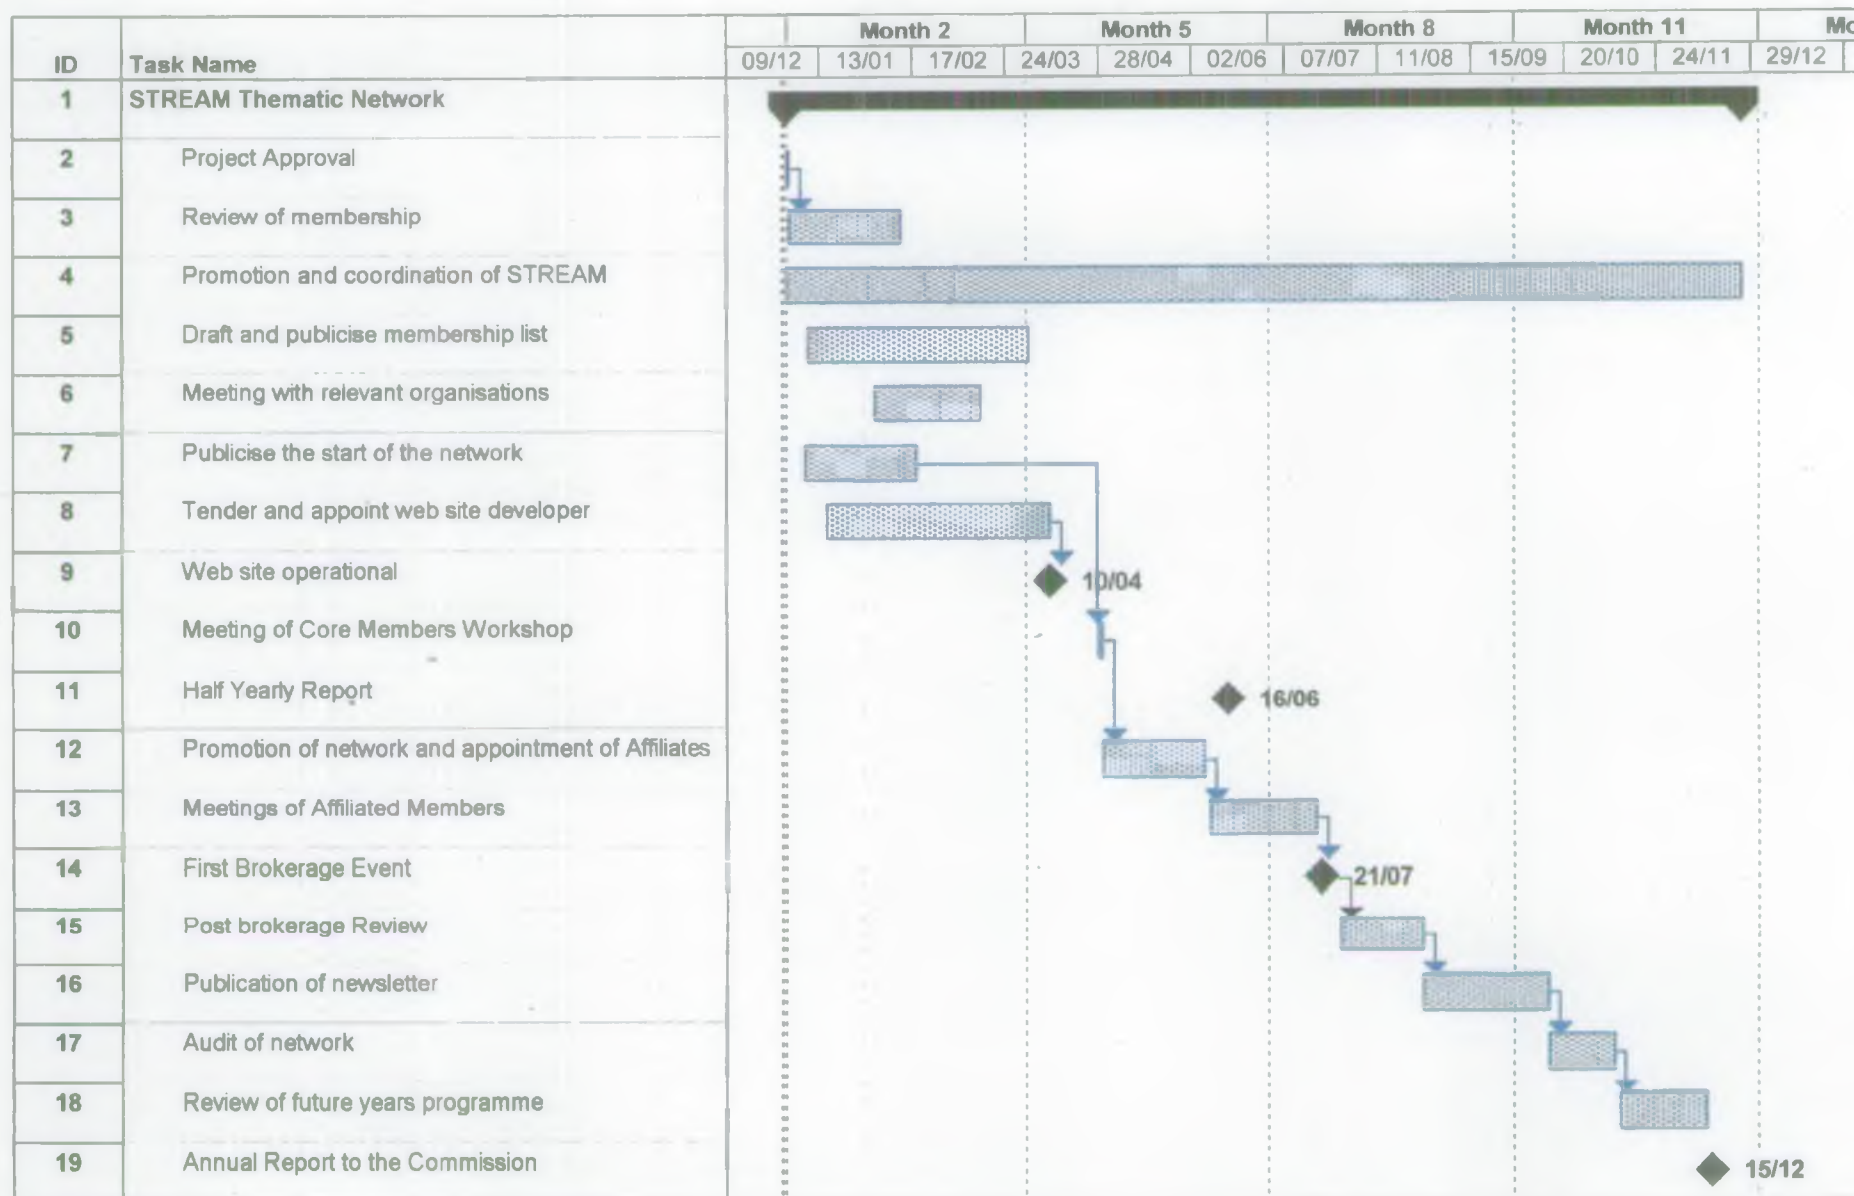 Month 2 Month 5 Month 8 Month 11 Mo
ID Task Name 09/12 13/01 17/02 24/03 28/04 02/06 07/07 11/08 15/09 20/10 24/11 29/12
1 STREAM Thematic Network
2 Project Approval
3 Review of membership
4 Promotion and coordination of STREAM
5 Draft and publicise membership list
6 Meeting with relevant organisations
7 Publicise the start of the network
8 Tender and appoint web site developer
9 Web site operational 10/04
10 Meeting of Core Members Workshop
11 Half Yearly Report 16/06
12 Promotion of network and appointment of Affiliates
13 Meetings of Affiliated Members
14 First Brokerage Event 21/07
15 Post brokerage Review
16 Publication of newsletter
17 Audit of network
18 Review of future years programme
19 Annual Report to the Commission 15/12